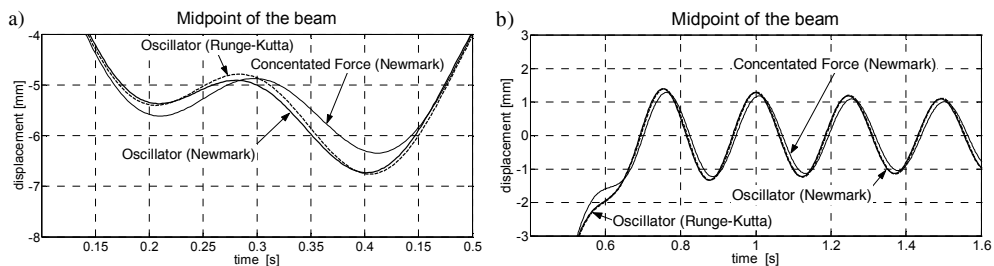 a)
Midpoint of the beam
-4
-5
-6
-7
-8
displacement [mm]
Oscillator (Runge-Kutta)
Concentated Force (Newmark)
Oscillator (Newmark)
0.15 0.2 0.25 0.3 0.35 0.4 0.45 0.5
time [s]
b)
Midpoint of the beam
3
2
1
0
-1
-2
-3
displacement [mm]
Concentated Force (Newmark)
Oscillator (Newmark)
Oscillator (Runge-Kutta)
0.6 0.8 1 1.2 1.4 1.6
time [s]